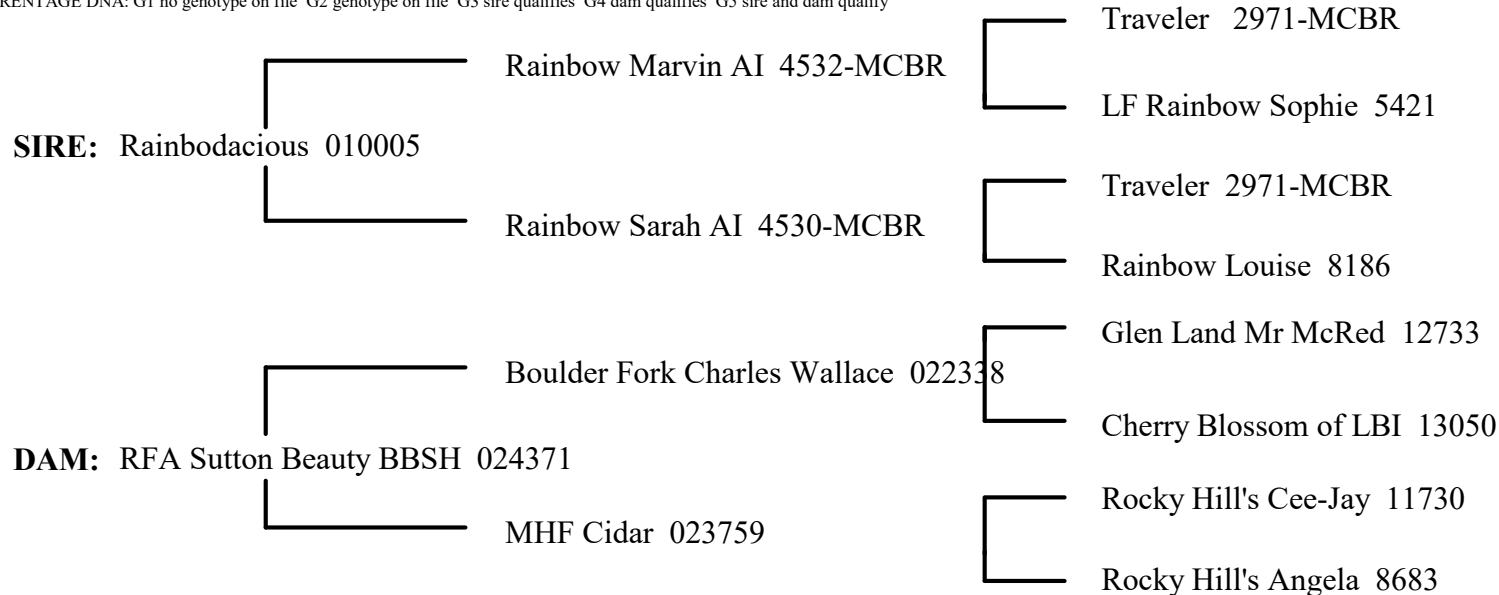 G1 no genotype on file G2 genotype on file G3 sire qualifies G4 dam qualifies G5 sire and dam qualify
Traveler 2971-MCBR
Rainbow Marvin AI 4532-MCBR
LF Rainbow Sophie 5421
SIRE: Rainbodacious 010005
Traveler 2971-MCBR
Rainbow Sarah AI 4530-MCBR
Rainbow Louise 8186
Glen Land Mr McRed 12733
Boulder Fork Charles Wallace 022338
Cherry Blossom of LBI 13050
DAM: RFA Sutton Beauty BBSH 024371
Rocky Hill's Cee-Jay 11730
MHF Cidar 023759
Rocky Hill's Angela 8683